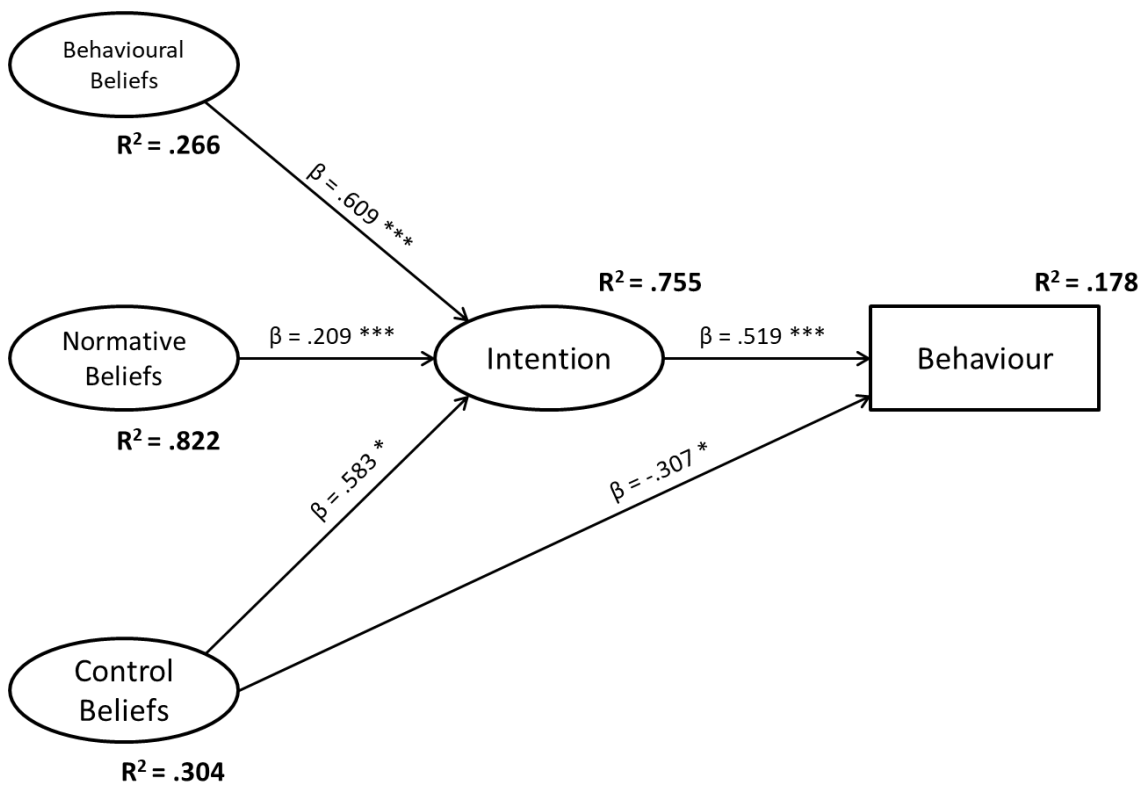 Behavioural
Beliefs
R² = .266
β = .609 ***
R² = .755
R² = .178
Normative
Beliefs
β = .209 ***
Intention
β = .519 ***
Behaviour
R² = .822
β = .583 *
β = -.307 *
Control
Beliefs
R² = .304